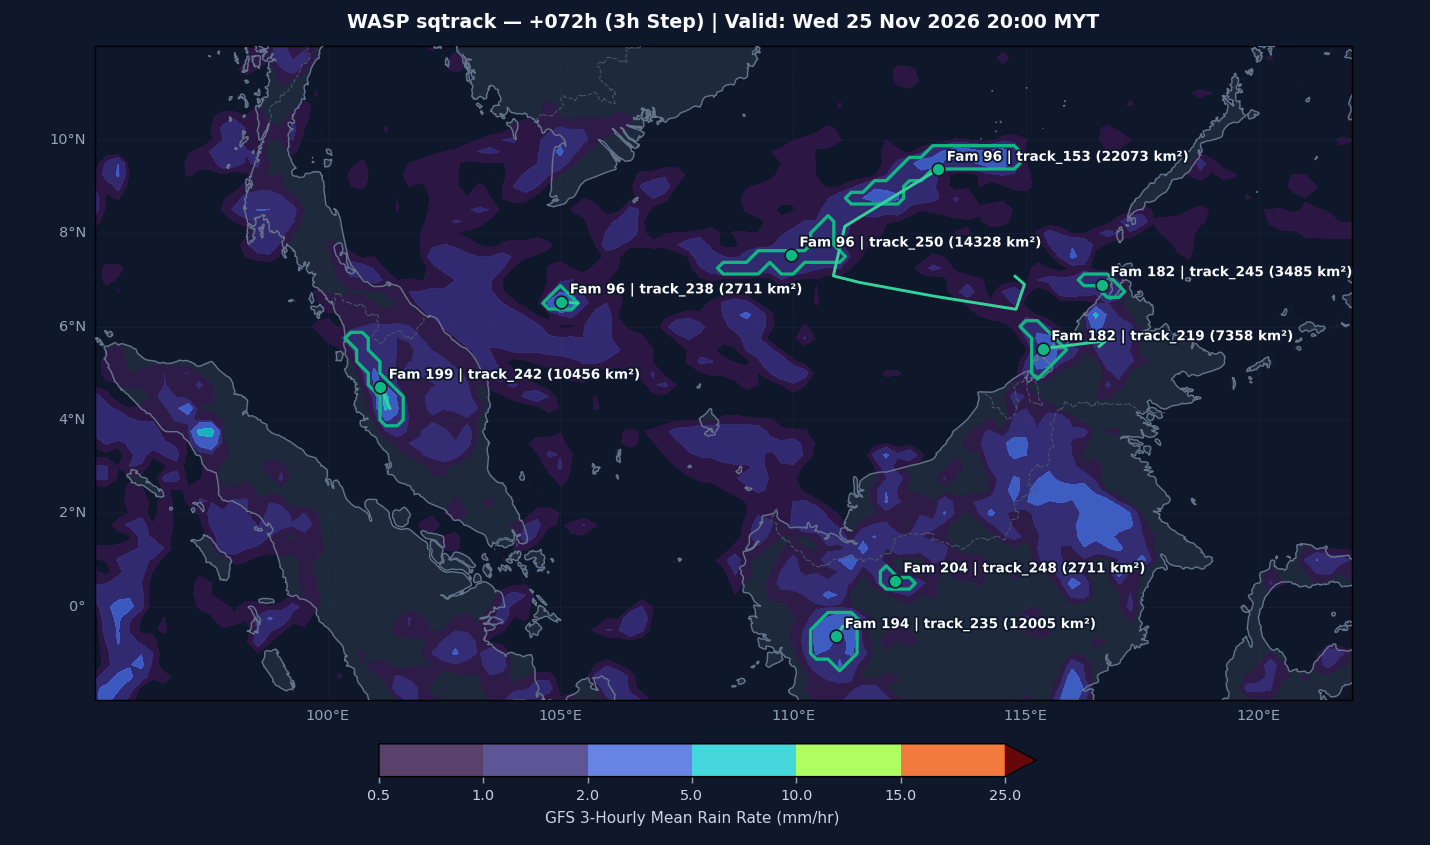 WASP sqtrack — +072h (3h Step) | Valid: Wed 25 Nov 2026 20:00 MYT
10°N
Fam 96 | track_153 (22073 km²)
8°N
Fam 96 | track_250 (14328 km²)
Fam 182 | track_245 (3485 km²)
Fam 96 | track_238 (2711 km²)
6°N
Fam 182 | track_219 (7358 km²)
Fam 199 | track_242 (10456 km²)
4°N
2°N
Fam 204 | track_248 (2711 km²)
0°
Fam 194 | track_235 (12005 km²)
100°E 105°E 110°E 115°E 120°E
0.5 1.0 2.0 5.0 10.0 15.0 25.0
GFS 3-Hourly Mean Rain Rate (mm/hr)